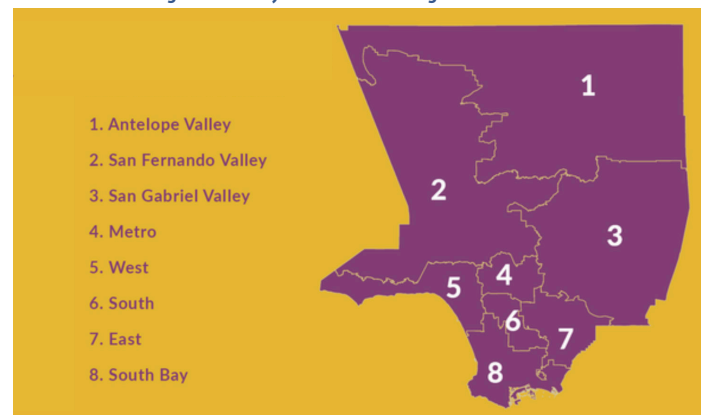 1. Antelope Valley
2. San Fernando Valley
3. San Gabriel Valley
4. Metro
5. West
6. South
7. East
8. South Bay
1
2
3
4
5
6
7
8